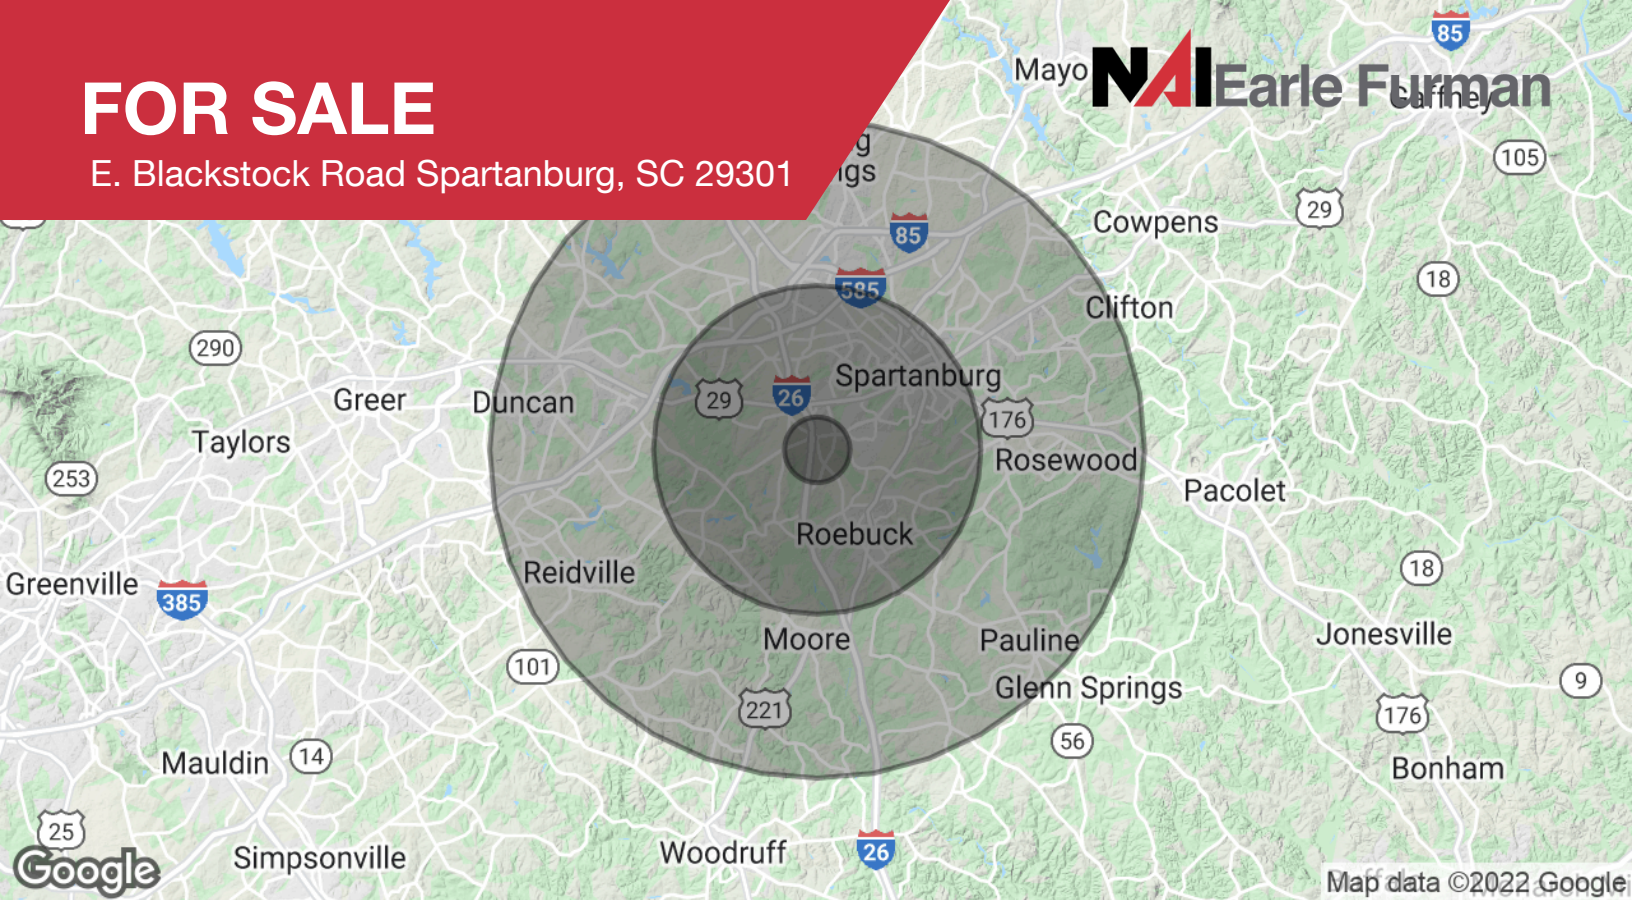 FOR SALE
E. Blackstock Road Spartanburg, SC 29301
NAI Earle Furman
85
Mayo
Gaffney
105
29
Cowpens
85
18
585
Clifton
290
Spartanburg
26
29
Greer
Duncan
176
Taylors
Rosewood
253
Pacolet
Roebuck
Reidville
18
Greenville
385
Moore
Pauline
Jonesville
101
Glenn Springs
9
221
176
56
14
Mauldin
Bonham
25
Woodruff
26
Simpsonville
Google
Map data ©2022 Google